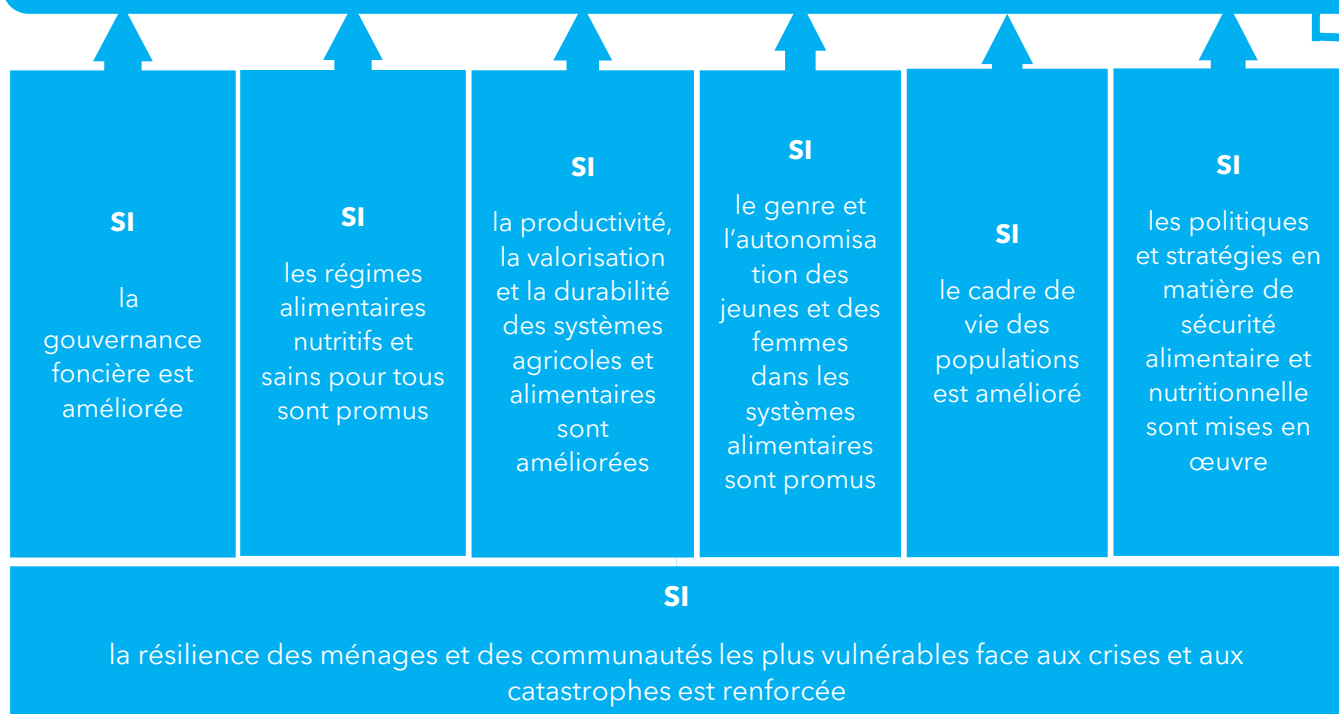 SI
la
gouvernance
foncière est
améliorée
SI
les régimes
alimentaires
nutritifs et
sains pour tous
sont promus
SI
la productivité,
la valorisation
et la durabilité
des systèmes
agricoles et
alimentaires
sont
améliorées
SI
le genre et
l'autonomisa
tion des
jeunes et des
femmes
dans les
systèmes
alimentaires
sont promus
SI
le cadre de
vie des
populations
est amélioré
SI
les politiques
et stratégies en
matière de
sécurité
alimentaire et
nutritionnelle
sont mises en
œuvre
SI
la résilience des ménages et des communautés les plus vulnérables face aux crises et aux
catastrophes est renforcée